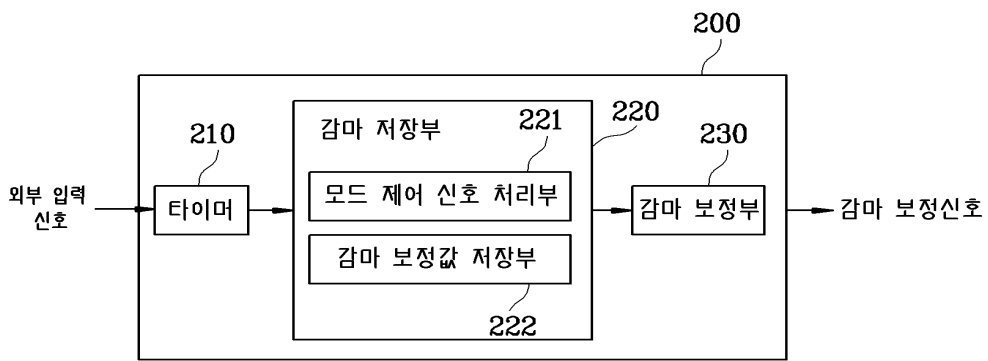 200
210
감마 저장부
221
220
230
외부 입력
신호
타이머
모드 제어 신호 처리부
감마 보정부
감마 보정신호
감마 보정값 저장부
222